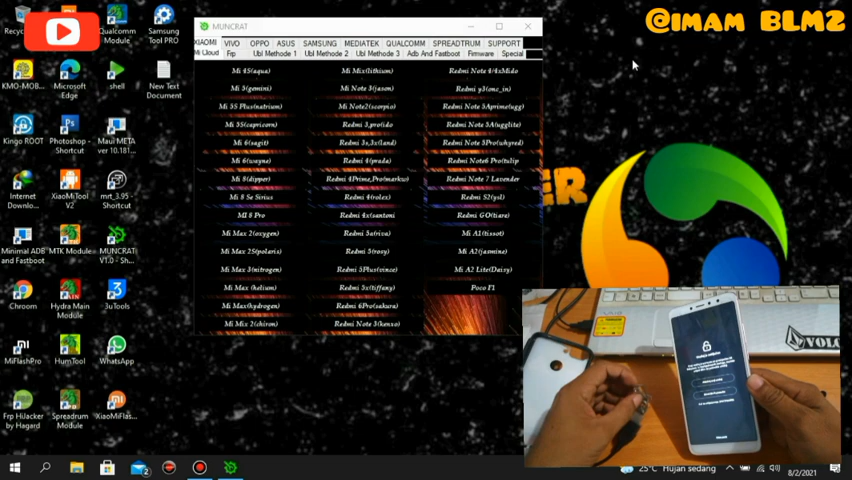 @IMAM BLMZ
MUNCRAT
XIAOMI VIVO OPPO ASUS SAMSUNG MEDIATEK QUALCOMM SPREADTRUM SUPPORT
Mi Cloud Frp Ubl Methode 1 Ubl Methode 2 Ubl Methode 3 Adb And Fastboot Firmware Special
Mi 4S(aqua) Mi Mix(lithium)
Mi 5(gemini) Mi Note 3(jason) Redmi y3(onc_in)
Mi 5S Plus(natrium) Mi Note2(scorpio) Redmi Note 5Aprime(ugg)
Mi 5S(capricorn) Redmi 3,pro(ido Redmi Note 5A(ugglite)
Mi 6(sagit) Redmi 3s,3x(land) Redmi Note 5Pro(whyred)
Mi 6(wayne) Redmi 4(prada) Redmi Note6 Pro(tulip
Mi 8(dipper) Redmi 4Prime,Pro(markw) Redmi Note 7 Lavender
Mi 8 Se Sirius Redmi 4(rolex) Redmi S2(ysl)
MI 8 Pro Redmi 4x(santoni Redmi GO(tiare)
Mi Max 2(oxygen) Redmi 5a(riva) Mi A1(tissot)
Mi Max 2S(polaris) Redmi 5(rosy) Mi A2(jasmine)
Mi Max 3(nitrogen) Redmi 5Plus(vince) Mi A2 Lite(Daisy)
Mi Max (helium) Redmi 5x(tiffany) Poco F1
Mi Max(hydrogen) Redmi 6Pro(sakura)
Mi Mix 2(chiron) Redmi Note 3(kenzo)
Qualcomm Module
Samsung Tool PRO
KMO-MOB...
Microsoft Edge
shell
New Text Document
Kingo ROOT
Photoshop - Shortcut
Maui META ver 10.181...
Internet Downlo...
XiaoMiTool V2
mrt_3.95 - Shortcut
Minimal ADB and Fastboot
MTK Module
MUNCRAT V1.0 - Sh...
Chroom
Hydra Main Module
3uTools
MiFlashPro
HumTool
WhatsApp
Frp HiJacker by Hagard
Spreadrum Module
XiaoMiFlas...
ER
VOLC
25°C Hujan sedang
8/2/2021